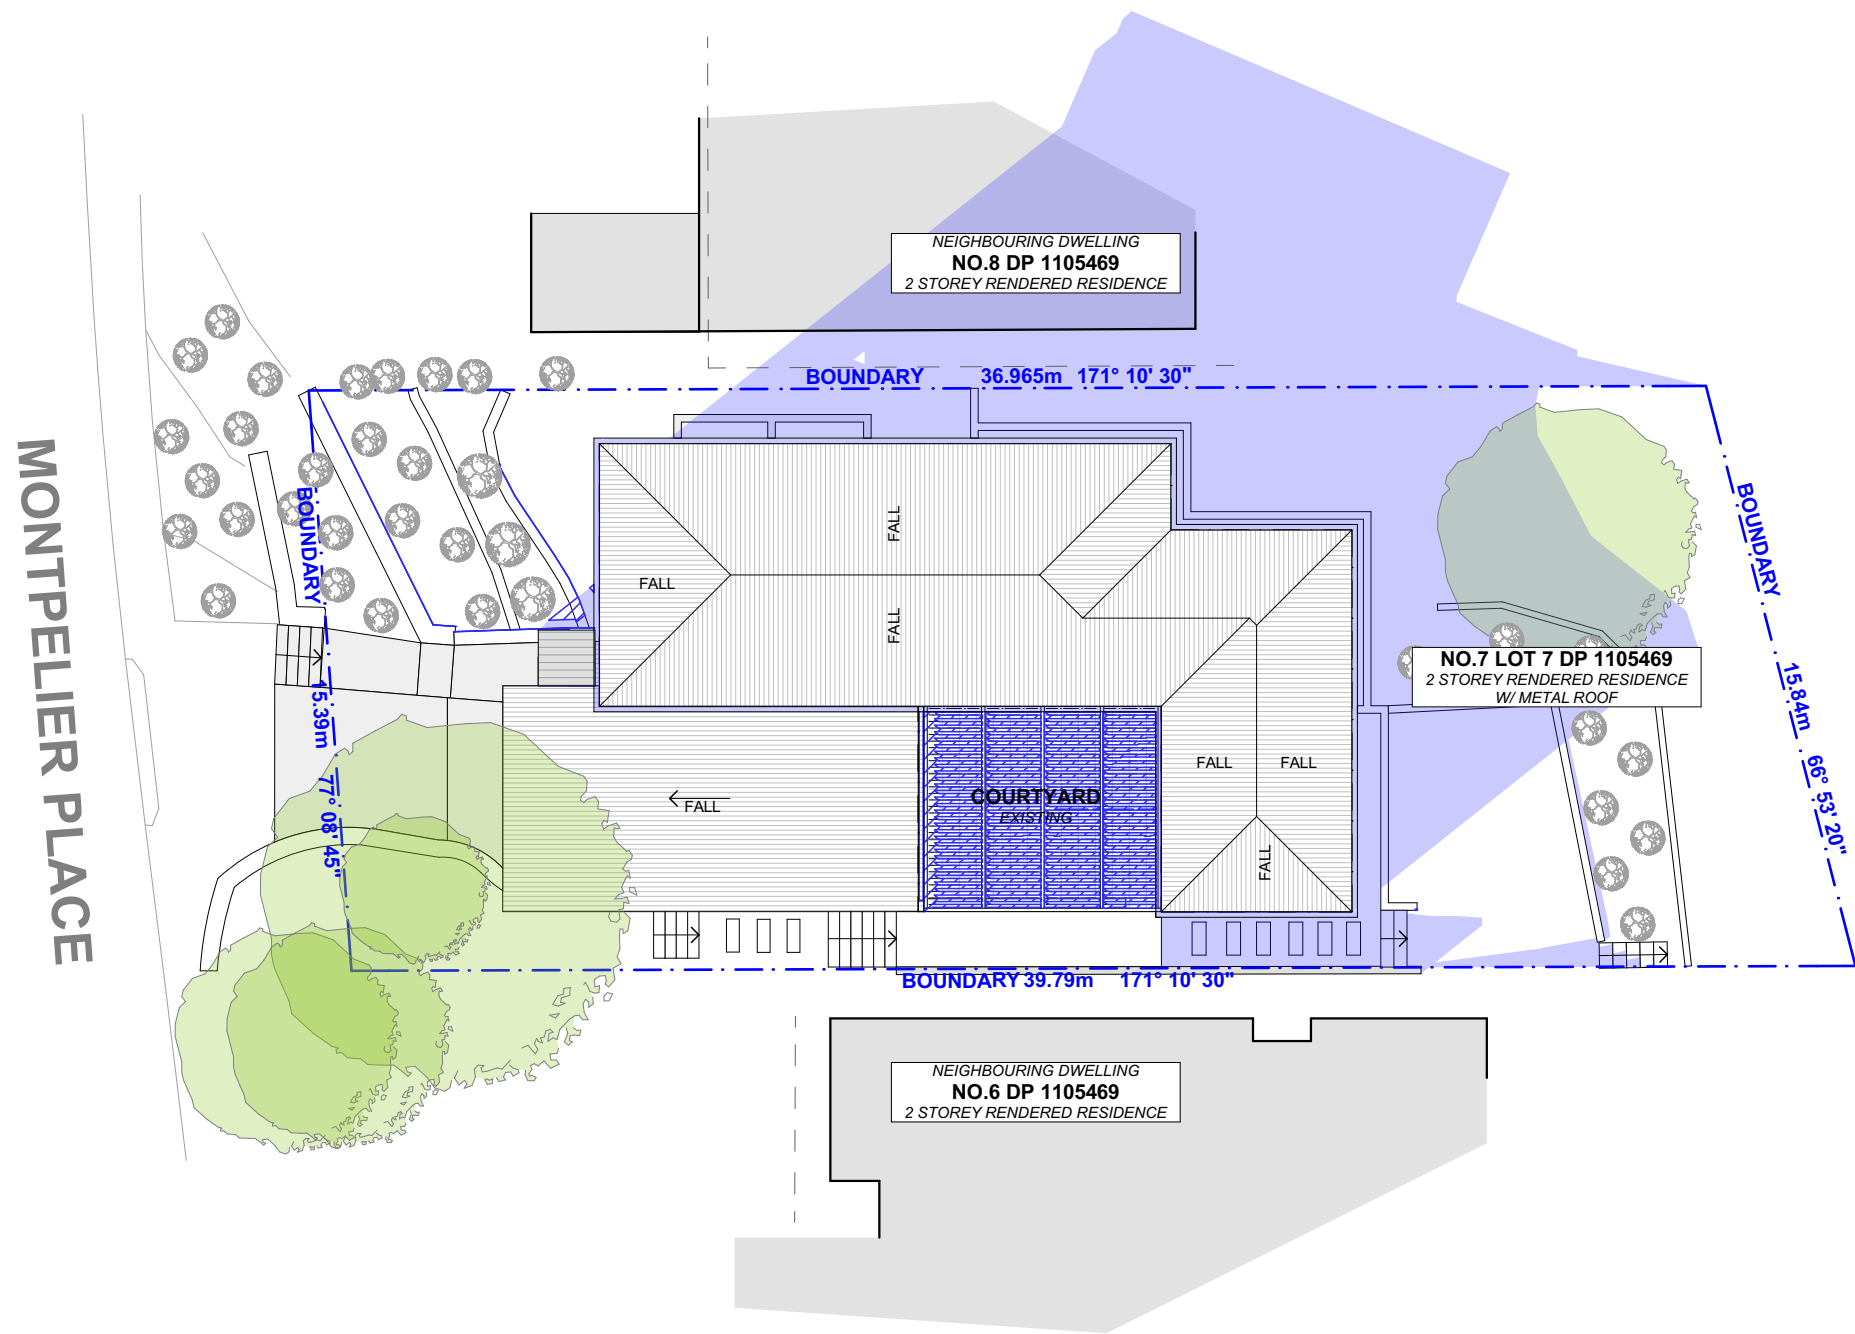 NEIGHBOURING DWELLING
NO.8 DP 1105469
2 STOREY RENDERED RESIDENCE
BOUNDARY 36.965m 171° 10' 30"
MONTPELIER PLACE
BOUNDARY
15.39m 77° 08' 45"
FALL
FALL
FALL
FALL
FALL
FALL
FALL
COURTYARD
EXISTING
NO.7 LOT 7 DP 1105469
2 STOREY RENDERED RESIDENCE
W/ METAL ROOF
BOUNDARY
15.84m 66° 53' 20"
BOUNDARY 39.79m 171° 10' 30"
NEIGHBOURING DWELLING
NO.6 DP 1105469
2 STOREY RENDERED RESIDENCE